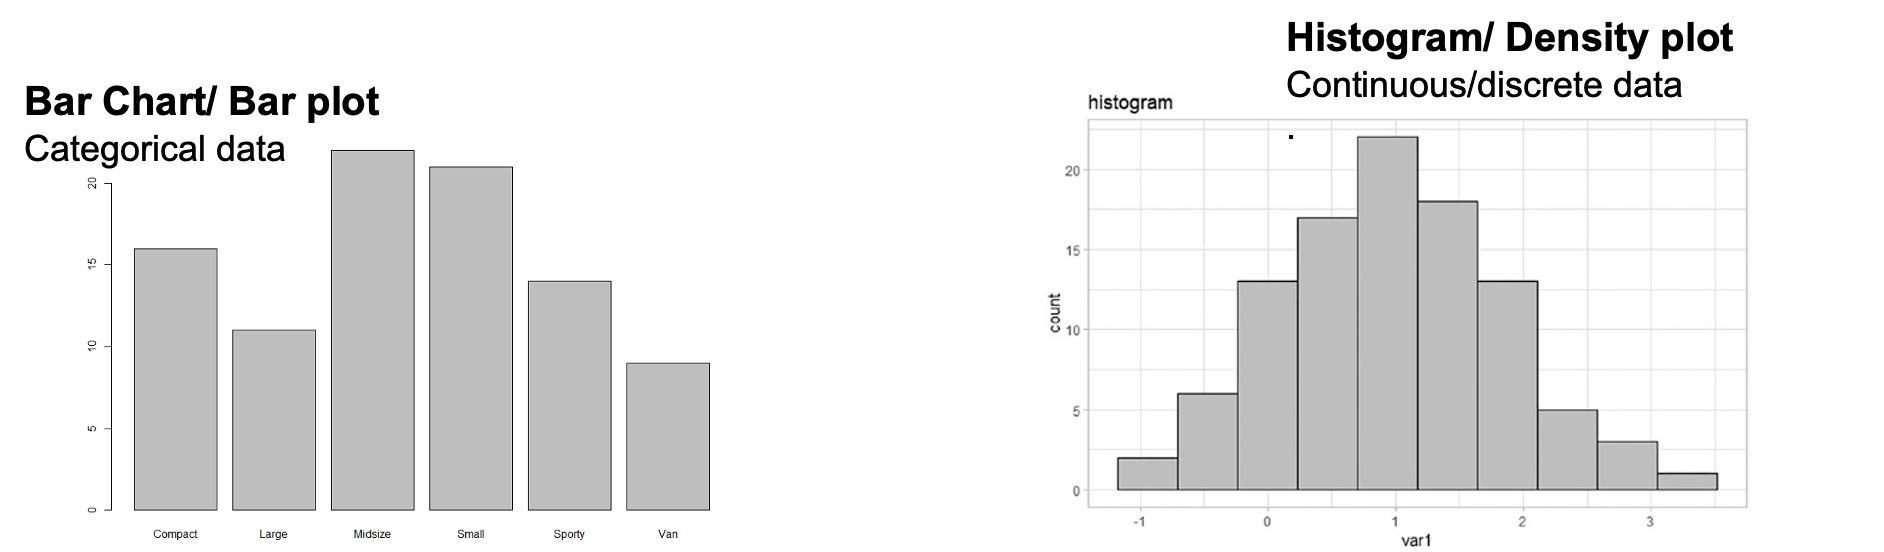 Bar Chart/ Bar plot
Categorical data
20
15
10
5
0
Compact Large Midsize Small Sporty Van
Histogram/ Density plot
Continuous/discrete data
histogram
20
15
10
5
0
count
-1 0 1 2 3
var1